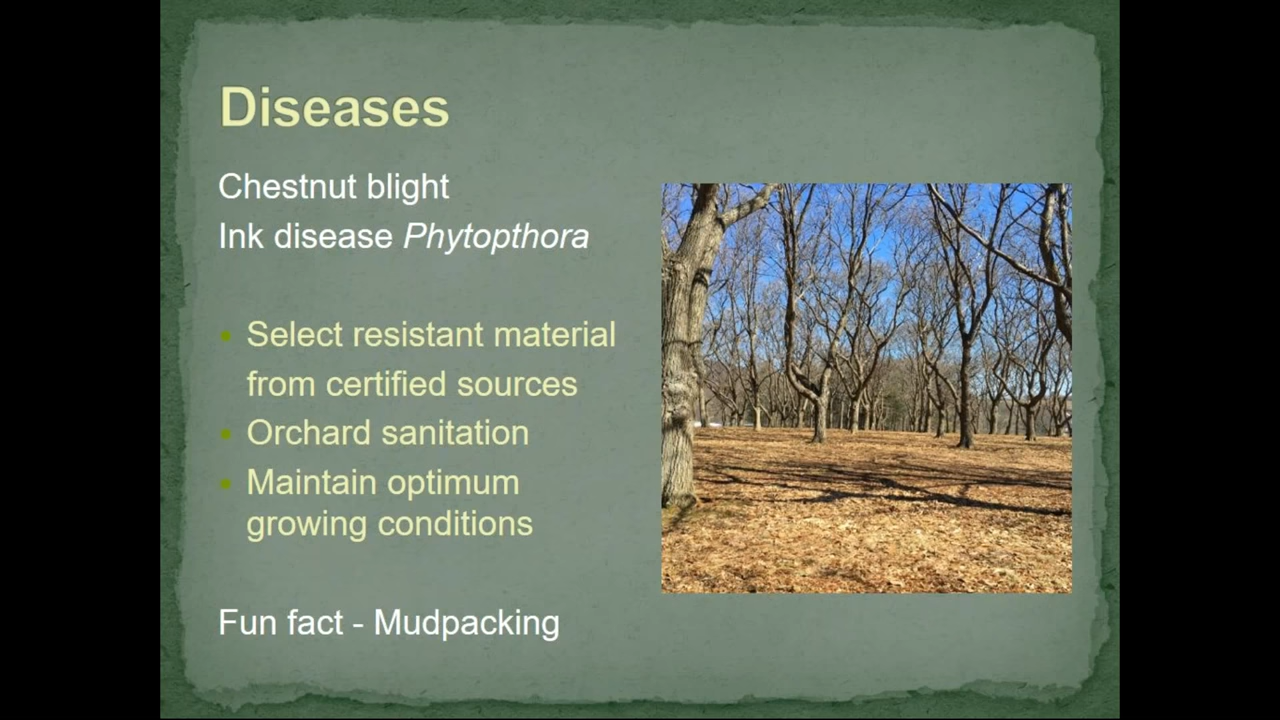 Diseases
Chestnut blight
Ink disease Phytopthora
Select resistant material
from certified sources
Orchard sanitation
Maintain optimum
growing conditions
Fun fact - Mudpacking